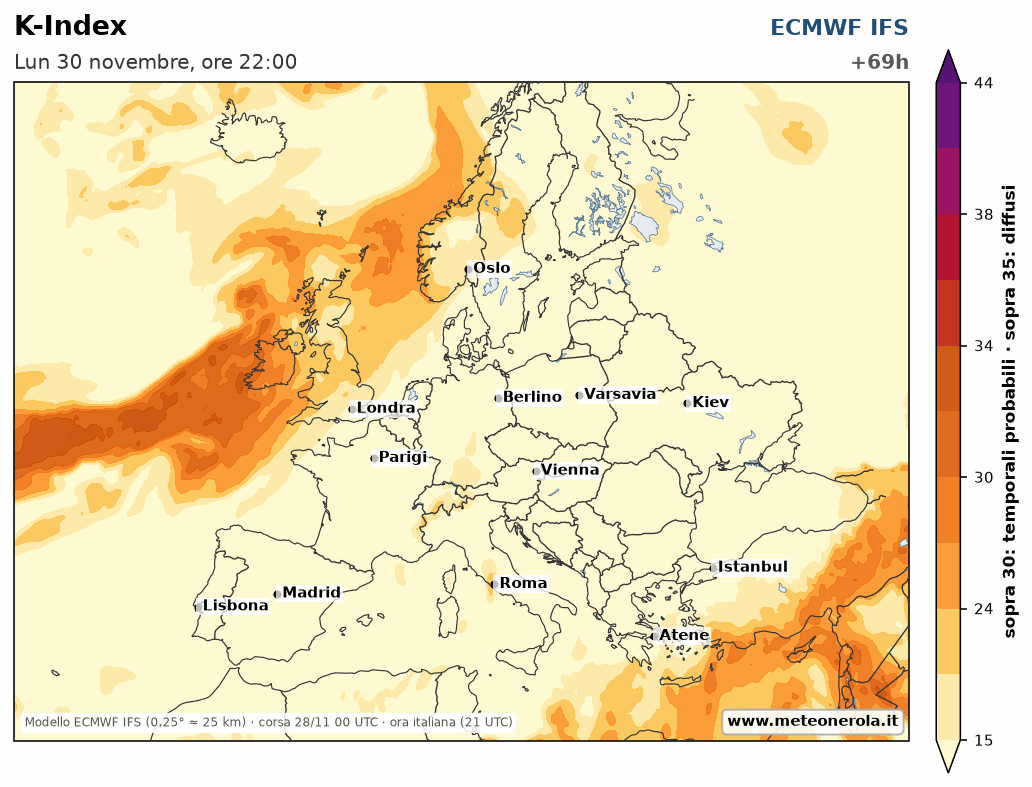 K-Index
ECMWF IFS
Lun 30 novembre, ore 22:00
+69h
44
38
34
30
24
15
sopra 30: temporali probabili · sopra 35: diffusi
Oslo
Berlino
Varsavia
Kiev
Londra
Parigi
Vienna
Istanbul
Roma
Madrid
Lisbona
Atene
Modello ECMWF IFS (0,25° ≈ 25 km) · corsa 28/11 00 UTC · ora italiana (21 UTC)
www.meteonerola.it